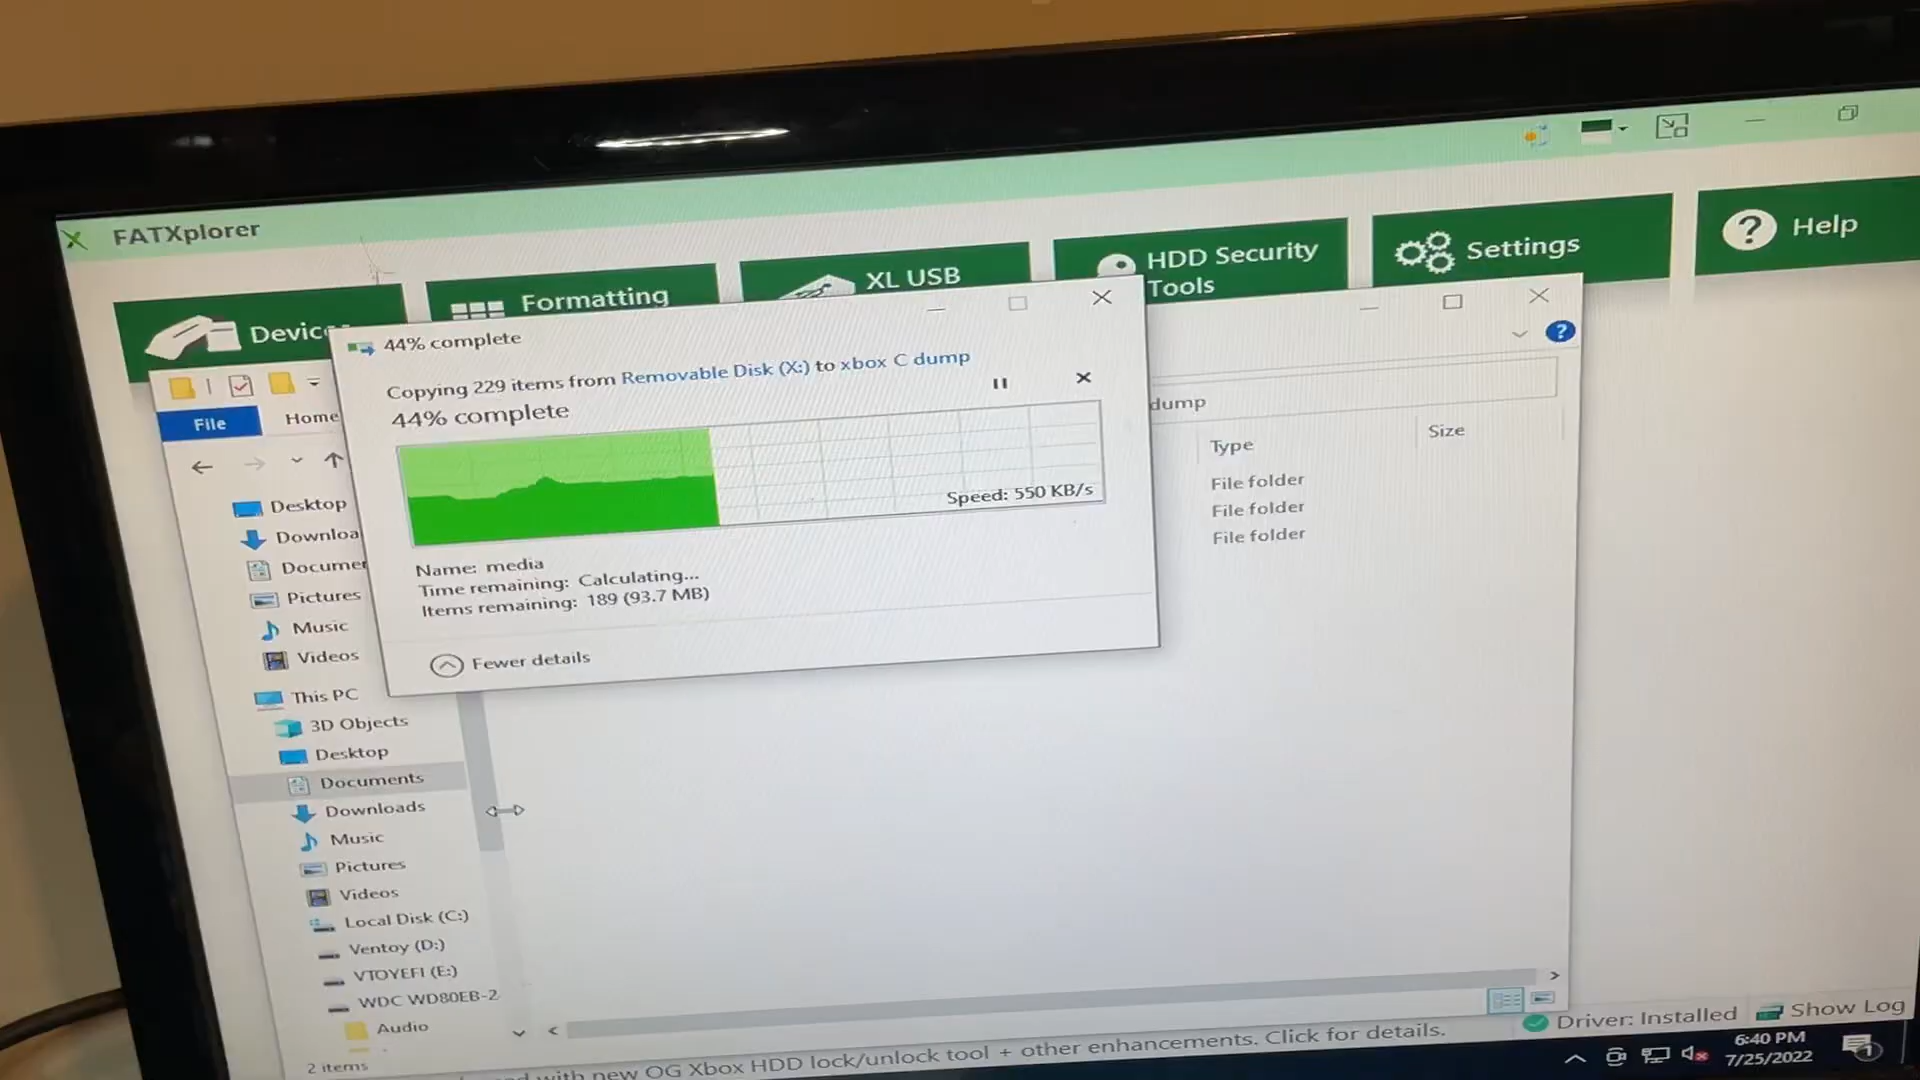 FATXplorer
Formatting
XL USB
HDD Security
Tools
Settings
Help
44% complete
Copying 229 items from Removable Disk (X:) to xbox C dump
44% complete
Speed: 550 KB/s
Name: media
Time remaining: Calculating...
Items remaining: 189 (93.7 MB)
Fewer details
File
Home
dump
Type
Size
File folder
File folder
File folder
Desktop
Downloa
Documen
Pictures
Music
Videos
This PC
3D Objects
Desktop
Documents
Downloads
Music
Pictures
Videos
Local Disk (C:)
Ventoy (D:)
VTOYEFI (E:)
WDC WD80EB-2
Audio
2 items
with new OG Xbox HDD lock/unlock tool + other enhancements. Click for details.
Driver: Installed
Show Log
6:40 PM
7/25/2022
1